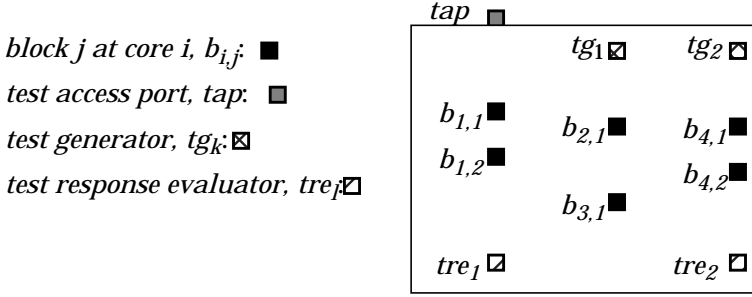 tap
block j at core i, b_{i,j}:
tg_1 tg_2
test access port, tap:
b_{1,1} b_{2,1} b_{4,1}
test generator, tg_k:
b_{1,2} b_{4,2}
test response evaluator, tre_l:
b_{3,1}
tre_1 tre_2